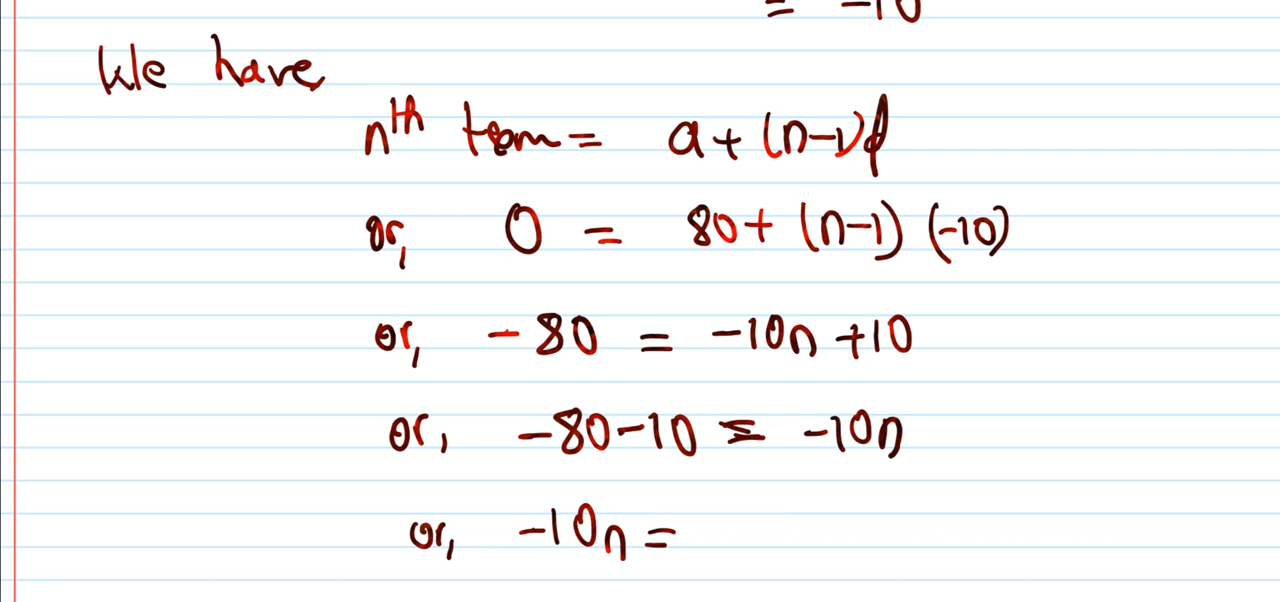 = -10
We have,
nth term = a + (n-1)d
or, 0 = 80 + (n-1) (-10)
or, -80 = -10n + 10
or, -80 - 10 = -10n
or, -10n =